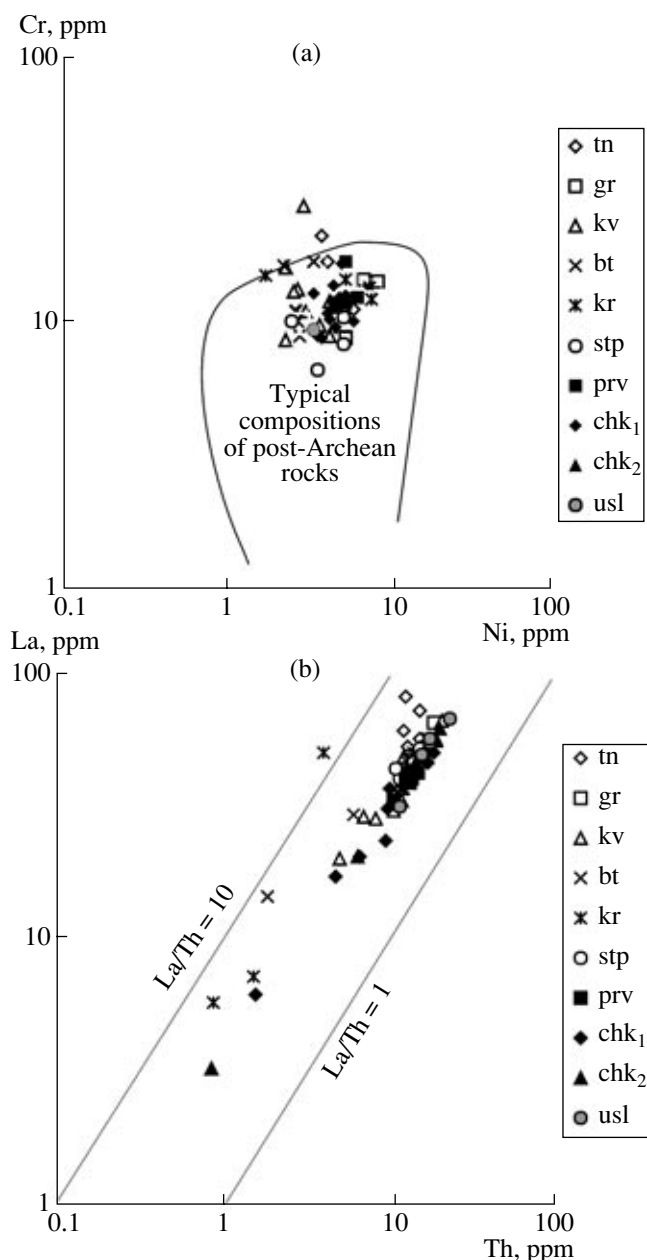 Cr, ppm
(a)
100
10
1
0.1
1
10
100
Ni, ppm
Typical
compositions
of post-Archean
rocks
tn
gr
kv
bt
kr
stp
prv
chk₁
chk₂
usl
La, ppm
(b)
100
10
1
0.1
1
10
100
Th, ppm
La/Th = 10
La/Th = 1
tn
gr
kv
bt
kr
stp
prv
chk₁
chk₂
usl